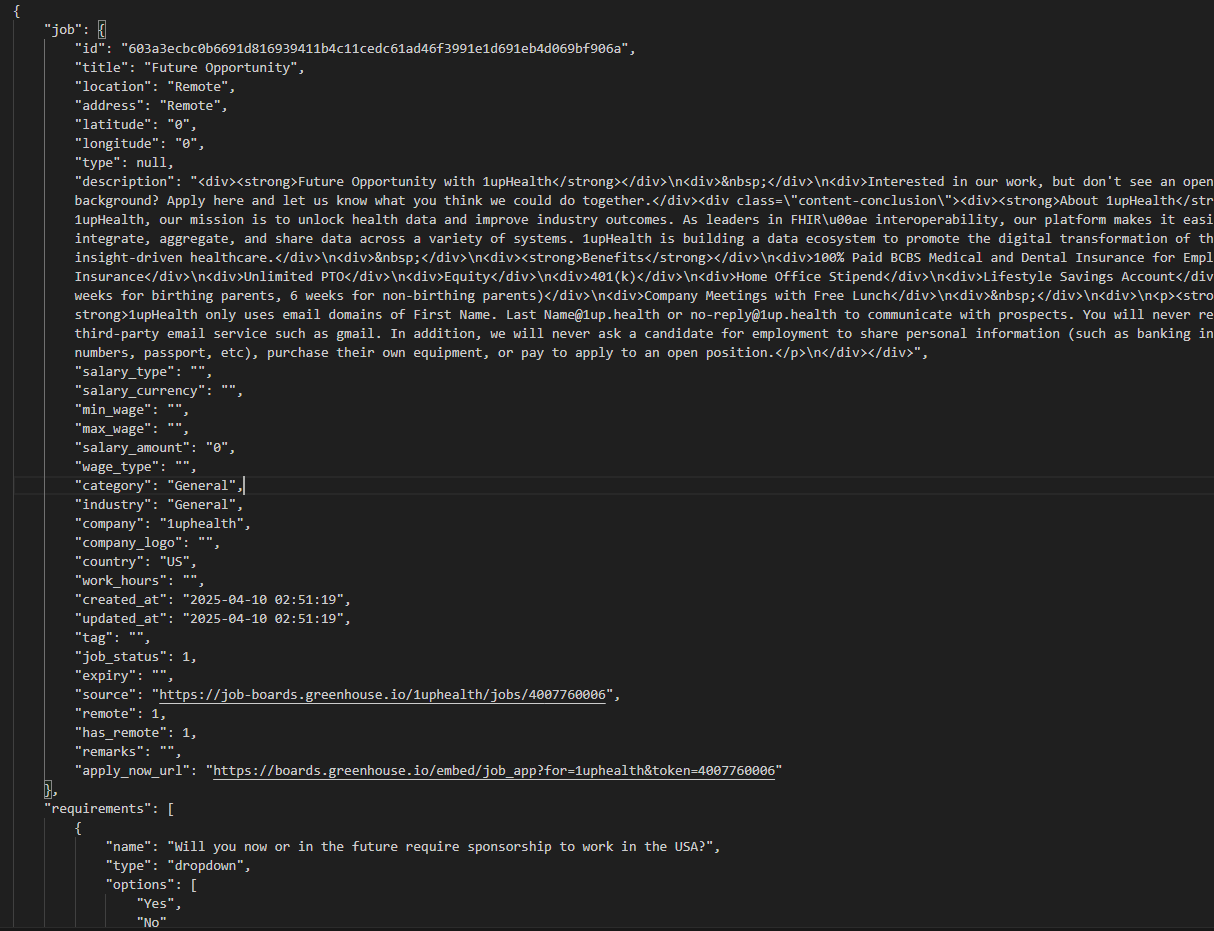 {
"job": {
"id": "603a3ecbc0b6691d816939411b4c11cedc61ad46f3991e1d691eb4d069bf906a",
"title": "Future Opportunity",
"location": "Remote",
"address": "Remote",
"latitude": "0",
"longitude": "0",
"type": null,
"description": "<div><strong>Future Opportunity with 1upHealth</strong></div>\n<div>&nbsp;</div>\n<div>Interested in our work, but don't see an open
background? Apply here and let us know what you think we could do together.</div><div class=\"content-conclusion\"><div><strong>About 1upHealth</str
1upHealth, our mission is to unlock health data and improve industry outcomes. As leaders in FHIR\u00ae interoperability, our platform makes it easi
integrate, aggregate, and share data across a variety of systems. 1upHealth is building a data ecosystem to promote the digital transformation of th
insight-driven healthcare.</div>\n<div>&nbsp;</div>\n<div><strong>Benefits</strong></div>\n<div>100% Paid BCBS Medical and Dental Insurance for Empl
Insurance</div>\n<div>Unlimited PTO</div>\n<div>Equity</div>\n<div>401(k)</div>\n<div>Home Office Stipend</div>\n<div>Lifestyle Savings Account</div
weeks for birthing parents, 6 weeks for non-birthing parents)</div>\n<div>Company Meetings with Free Lunch</div>\n<div>&nbsp;</div>\n<div>\n<p><stro
strong>1upHealth only uses email domains of First Name. Last Name@1up.health or no-reply@1up.health to communicate with prospects. You will never re
third-party email service such as gmail. In addition, we will never ask a candidate for employment to share personal information (such as banking in
numbers, passport, etc), purchase their own equipment, or pay to apply to an open position.</p>\n</div></div>",
"salary_type": "",
"salary_currency": "",
"min_wage": "",
"max_wage": "",
"salary_amount": "0",
"wage_type": "",
"category": "General",
"industry": "General",
"company": "1uphealth",
"company_logo": "",
"country": "US",
"work_hours": "",
"created_at": "2025-04-10 02:51:19",
"updated_at": "2025-04-10 02:51:19",
"tag": "",
"job_status": 1,
"expiry": "",
"source": "https://job-boards.greenhouse.io/1uphealth/jobs/4007760006",
"remote": 1,
"has_remote": 1,
"remarks": "",
"apply_now_url": "https://boards.greenhouse.io/embed/job_app?for=1uphealth&token=4007760006"
},
"requirements": [
{
"name": "Will you now or in the future require sponsorship to work in the USA?",
"type": "dropdown",
"options": [
"Yes",
"No"